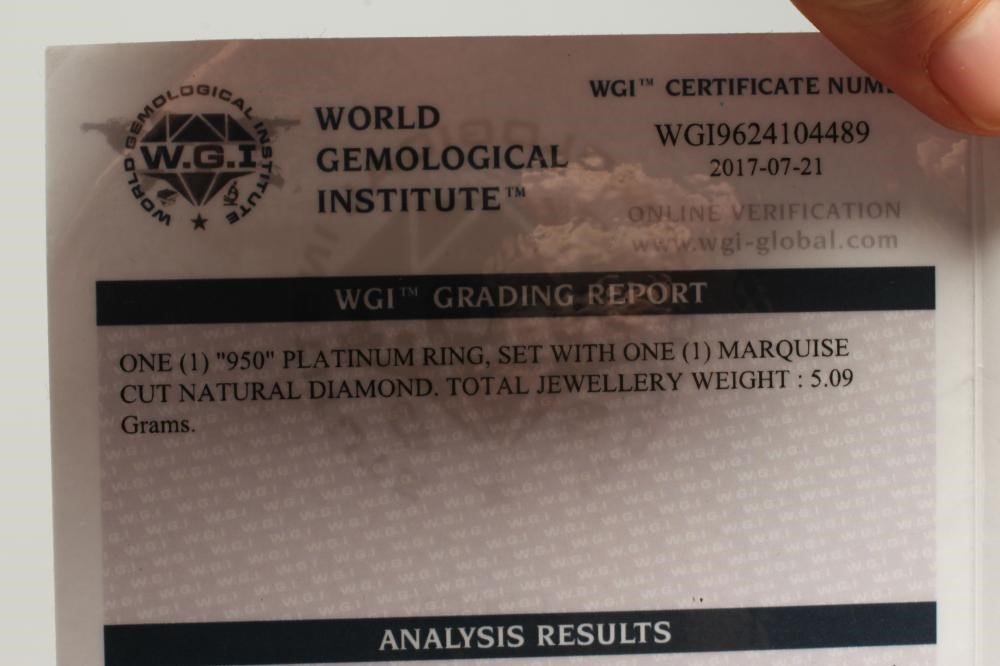 WORLD GEMOLOGICAL INSTITUTE
W.G.I
WORLD
GEMOLOGICAL
INSTITUTE™
WGI™ CERTIFICATE
WGI9624104489
2017-07-21
ONLINE VERIFICATION
www.wgi-global.com
WGI™ GRADING REPORT
ONE (1) "950" PLATINUM RING, SET WITH ONE (1) MARQUISE
CUT NATURAL DIAMOND. TOTAL JEWELLERY WEIGHT : 5.09
Grams.
ANALYSIS RESULTS